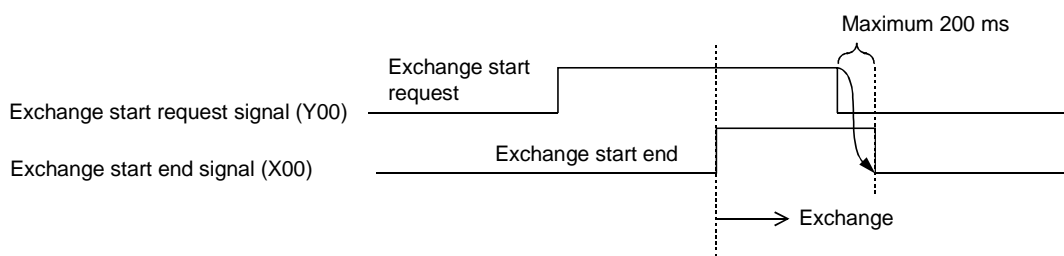 Maximum 200 ms
Exchange start
request
Exchange start request signal (Y00)
Exchange start end
Exchange start end signal (X00)
Exchange